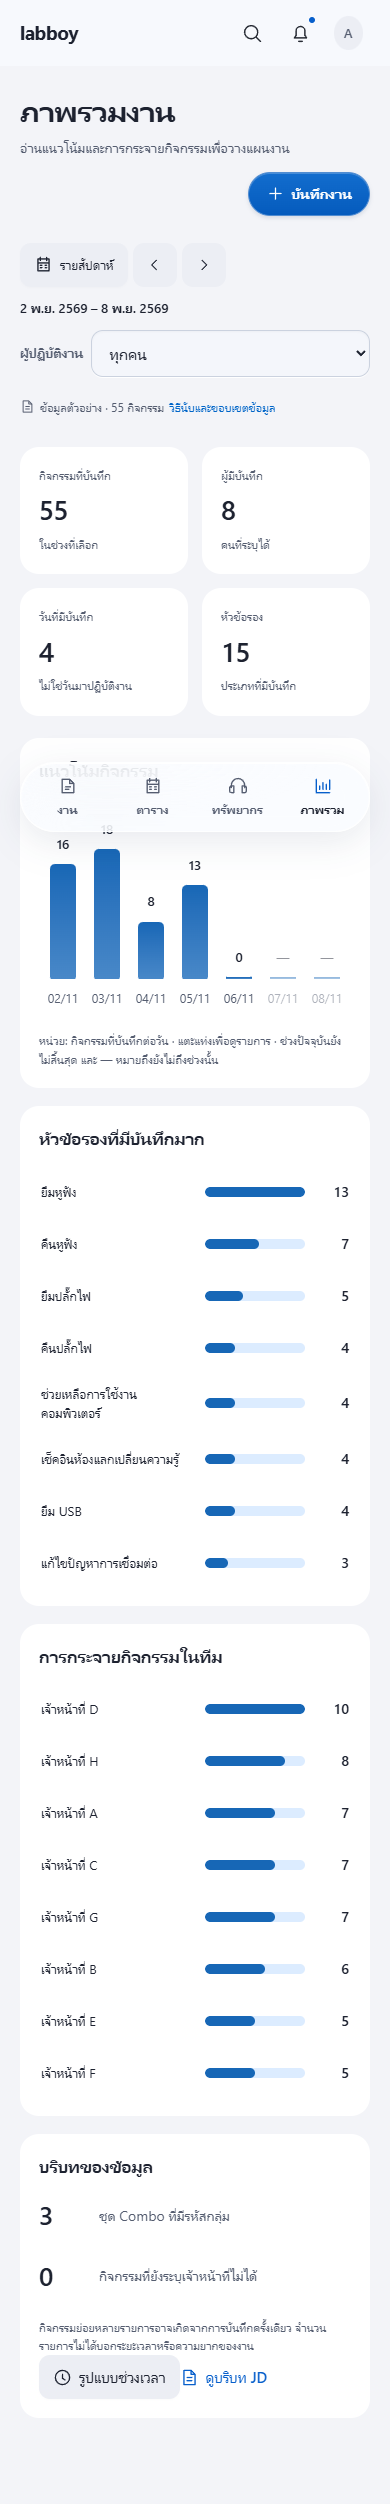 labboy
A
ภาพรวมงาน
อ่านแนวโน้มและการกระจายกิจกรรมเพื่อวางแผนงาน
บันทึกงาน
รายสัปดาห์
2 พ.ย. 2569 – 8 พ.ย. 2569
ผู้ปฏิบัติงาน
ทุกคน
ข้อมูลตัวอย่าง · 55 กิจกรรม วิธีนับและขอบเขตข้อมูล
กิจกรรมที่บันทึก
55
ในช่วงที่เลือก
ผู้มีบันทึก
8
คนที่ระบุได้
วันที่มีบันทึก
4
ไม่ใช่วันมาปฏิบัติงาน
หัวข้อรอง
15
ประเภทที่มีบันทึก
แนวโน้มกิจกรรม
งาน
ตาราง
ทรัพยากร
ภาพรวม
16
18
8
13
0
—
—
02/11
03/11
04/11
05/11
06/11
07/11
08/11
หน่วย: กิจกรรมที่บันทึกต่อวัน · แตะแท่งเพื่อดูรายการ · ช่วงปัจจุบันยัง
ไม่สิ้นสุด และ — หมายถึงยังไม่ถึงช่วงนั้น
หัวข้อรองที่มีบันทึกมาก
ยืมหูฟัง 13
คืนหูฟัง 7
ยืมปลั๊กไฟ 5
คืนปลั๊กไฟ 4
ช่วยเหลือการใช้งาน
คอมพิวเตอร์ 4
เช็คอินห้องแลกเปลี่ยนความรู้ 4
ยืม USB 4
แก้ไขปัญหาการเชื่อมต่อ 3
การกระจายกิจกรรมในทีม
เจ้าหน้าที่ D 10
เจ้าหน้าที่ H 8
เจ้าหน้าที่ A 7
เจ้าหน้าที่ C 7
เจ้าหน้าที่ G 7
เจ้าหน้าที่ B 6
เจ้าหน้าที่ E 5
เจ้าหน้าที่ F 5
บริบทของข้อมูล
3 ชุด Combo ที่มีรหัสกลุ่ม
0 กิจกรรมที่ยังระบุเจ้าหน้าที่ไม่ได้
กิจกรรมย่อยหลายรายการอาจเกิดจากการบันทึกครั้งเดียว จำนวน
รายการไม่ได้บอกระยะเวลาหรือความยากของงาน
รูปแบบช่วงเวลา
ดูบริบท JD